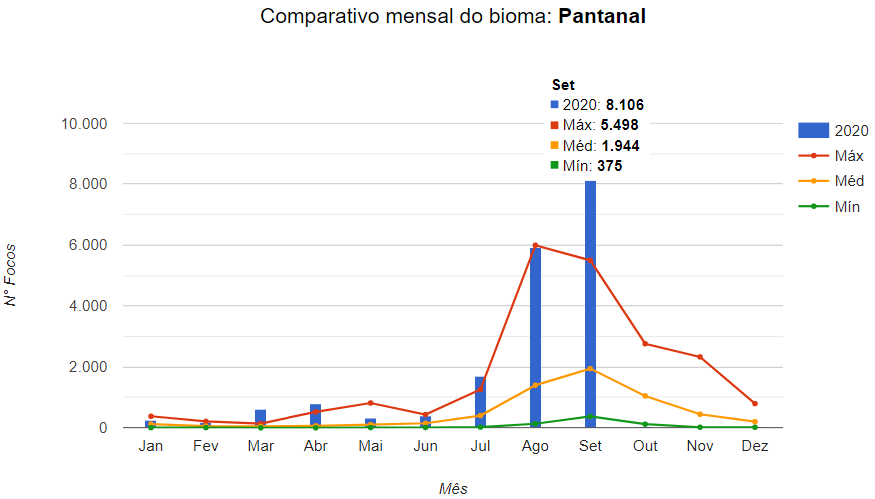 Comparativo mensal do bioma: Pantanal
Set
2020: 8.106
Máx: 5.498
Méd: 1.944
Mín: 375
10.000
8.000
6.000
4.000
2.000
0
N° Focos
Jan Fev Mar Abr Mai Jun Jul Ago Set Out Nov Dez
Mês
2020
Máx
Méd
Mín